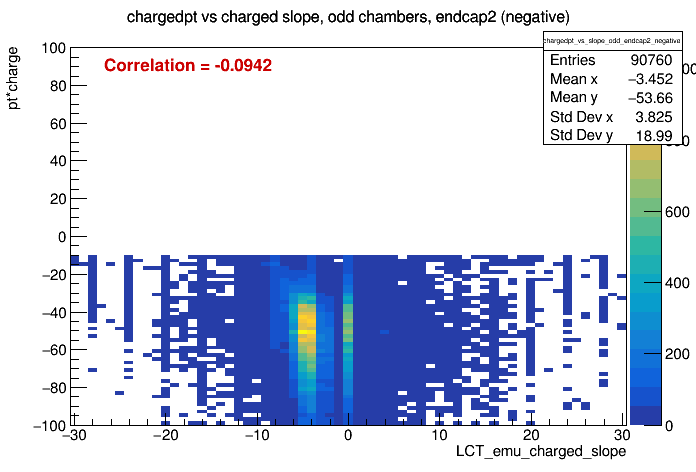 chargedpt vs charged slope, odd chambers, endcap2 (negative)
chargedpt_vs_slope_odd_endcap2_negative
Entries 90760
Mean x −3.452
Mean y −53.66
Std Dev x 3.825
Std Dev y 18.99
Correlation = -0.0942
pt*charge
100
80
60
40
20
0
−20
−40
−60
−80
−100
−30 −20 −10 0 10 20 30
LCT_emu_charged_slope
600
400
200
0